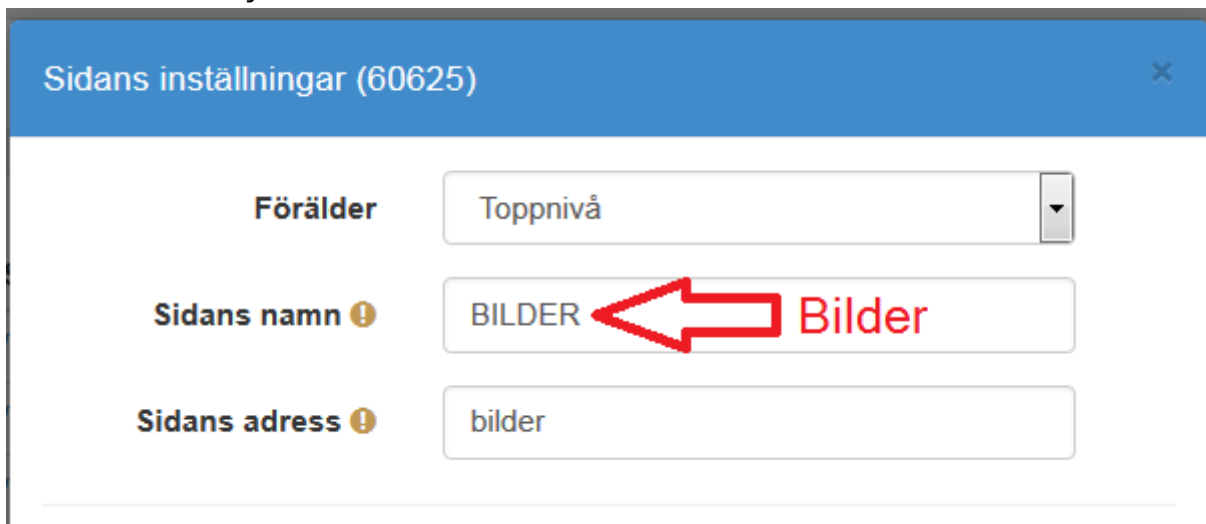 Sidans inställningar (60625) ×
Förälder Toppnivå
Sidans namn BILDER Bilder
Sidans adress bilder